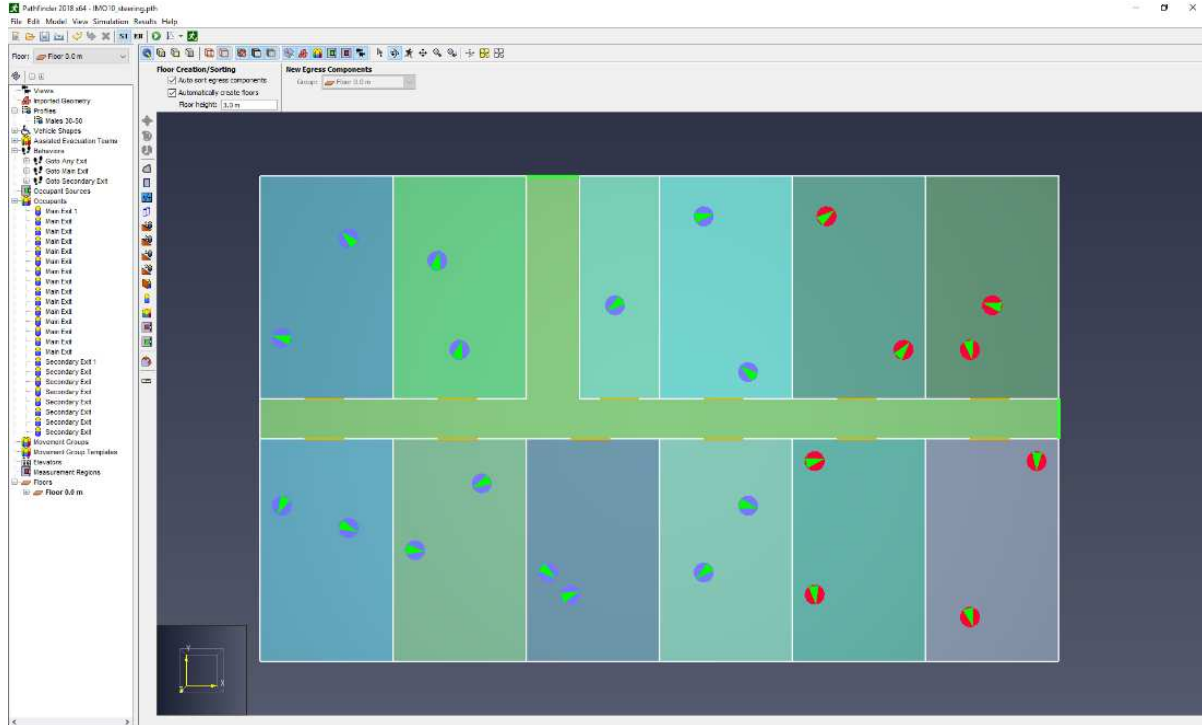 Pathfinder 2018 x64 - IMO10_steering.pth
File Edit Model View Simulation Results Help
Floor: Floor 0.0 m
Floor Creation/Sorting
Auto sort egress components
Automatically create floors
Floor height: 3.0 m
New Egress Components
Group: Floor 0.0 m
Views
Imported Geometry
Profiles
Males 30-50
Vehicle Shapes
Assisted Evacuation Teams
Behaviors
Goto Any Exit
Goto Main Exit
Goto Secondary Exit
Occupant Sources
Occupants
Main Exit 1
Main Exit
Main Exit
Main Exit
Main Exit
Main Exit
Main Exit
Main Exit
Main Exit
Main Exit
Main Exit
Main Exit
Main Exit
Main Exit
Main Exit
Secondary Exit 1
Secondary Exit
Secondary Exit
Secondary Exit
Secondary Exit
Secondary Exit
Secondary Exit
Secondary Exit
Movement Groups
Movement Group Templates
Elevators
Measurement Regions
Floors
Floor 0.0 m
Y
X